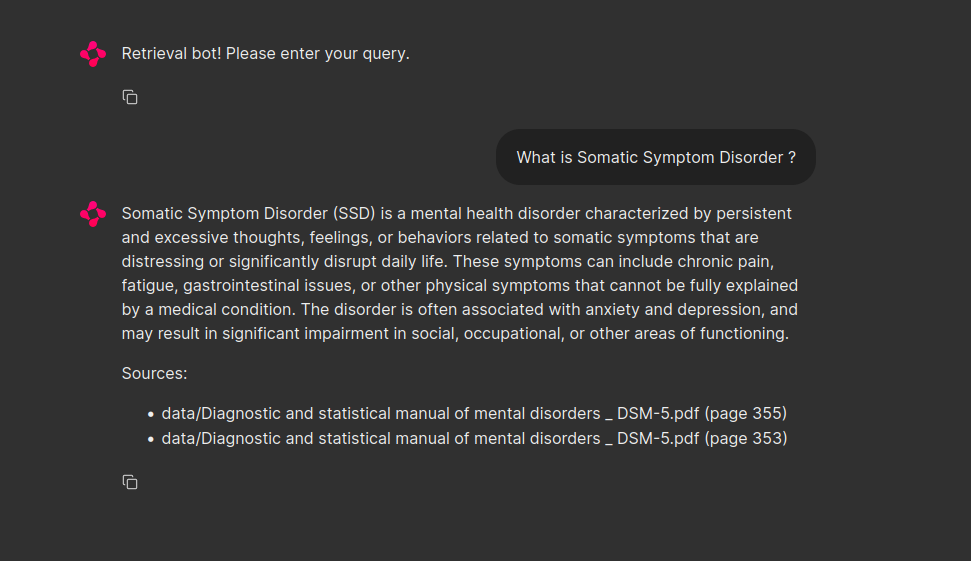 Retrieval bot! Please enter your query.
What is Somatic Symptom Disorder ?
Somatic Symptom Disorder (SSD) is a mental health disorder characterized by persistent
and excessive thoughts, feelings, or behaviors related to somatic symptoms that are
distressing or significantly disrupt daily life. These symptoms can include chronic pain,
fatigue, gastrointestinal issues, or other physical symptoms that cannot be fully explained
by a medical condition. The disorder is often associated with anxiety and depression, and
may result in significant impairment in social, occupational, or other areas of functioning.
Sources:
• data/Diagnostic and statistical manual of mental disorders _ DSM-5.pdf (page 355)
• data/Diagnostic and statistical manual of mental disorders _ DSM-5.pdf (page 353)